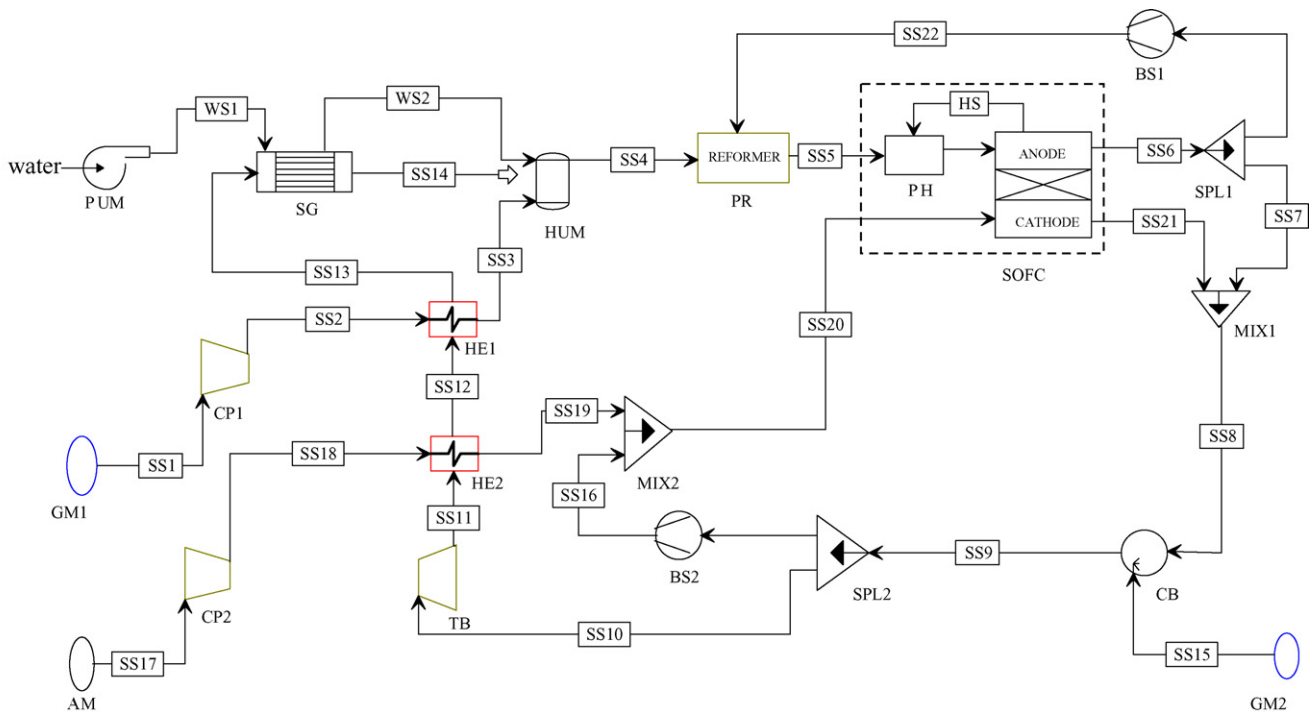 SS22
BS1
WS1
WS2
HS
water
PUM
SG
SS14
HUM
SS4
REFORMER
PR
SS5
PH
ANODE
CATHODE
SOFC
SS6
SPL1
SS7
SS21
MIX1
SS13
SS3
SS2
HE1
CP1
SS12
SS20
SS19
SS8
GM1
SS1
SS18
HE2
MIX2
SS16
SS11
BS2
SPL2
SS9
CB
CP2
TB
SS10
SS15
AM
SS17
GM2